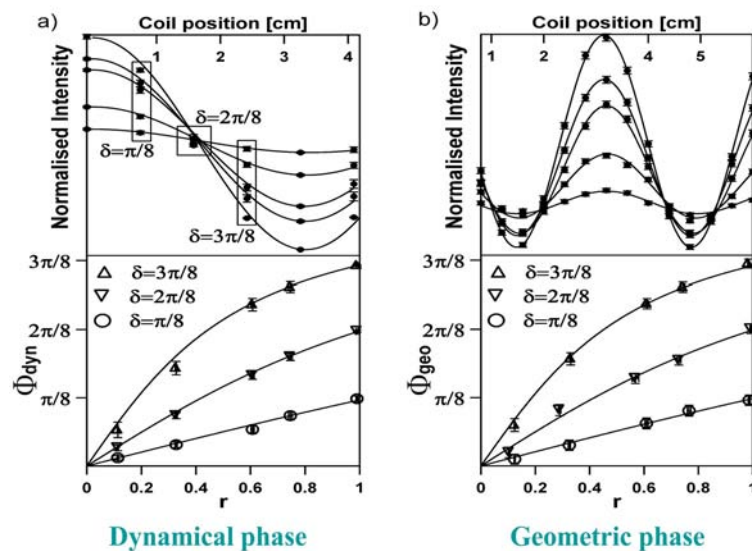 a)
Coil position [cm]
1 2 3 4
Normalised Intensity
δ=2π/8
δ=π/8
δ=3π/8
3π/8
2π/8
π/8
Φdyn
δ=3π/8
δ=2π/8
δ=π/8
0 0.2 0.4 0.6 0.8 1
r
Dynamical phase
b)
Coil position [cm]
1 2 3 4 5
Normalised Intensity
3π/8
2π/8
π/8
Φgeo
δ=3π/8
δ=2π/8
δ=π/8
0 0.2 0.4 0.6 0.8 1
r
Geometric phase